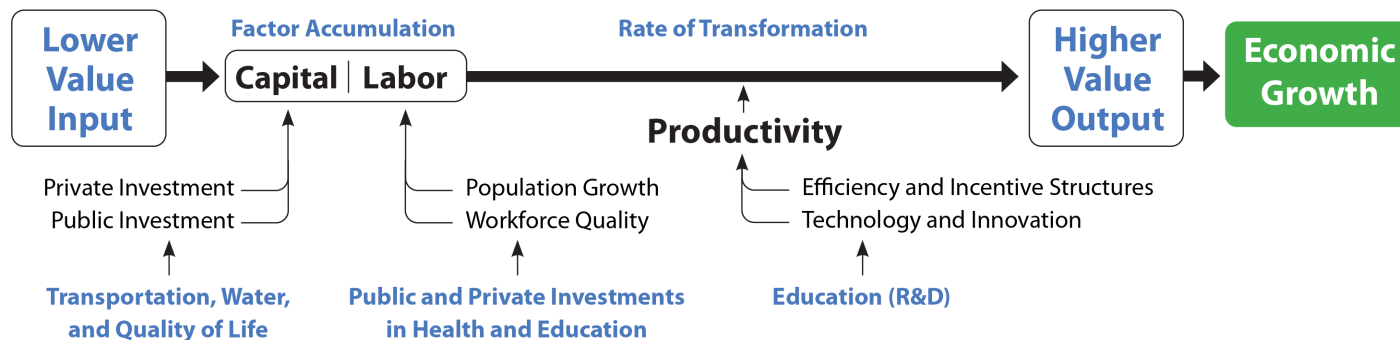 Lower
Value
Input
Factor Accumulation
Capital | Labor
Rate of Transformation
Productivity
Higher
Value
Output
Economic
Growth
Private Investment
Public Investment
Population Growth
Workforce Quality
Efficiency and Incentive Structures
Technology and Innovation
Transportation, Water,
and Quality of Life
Public and Private Investments
in Health and Education
Education (R&D)